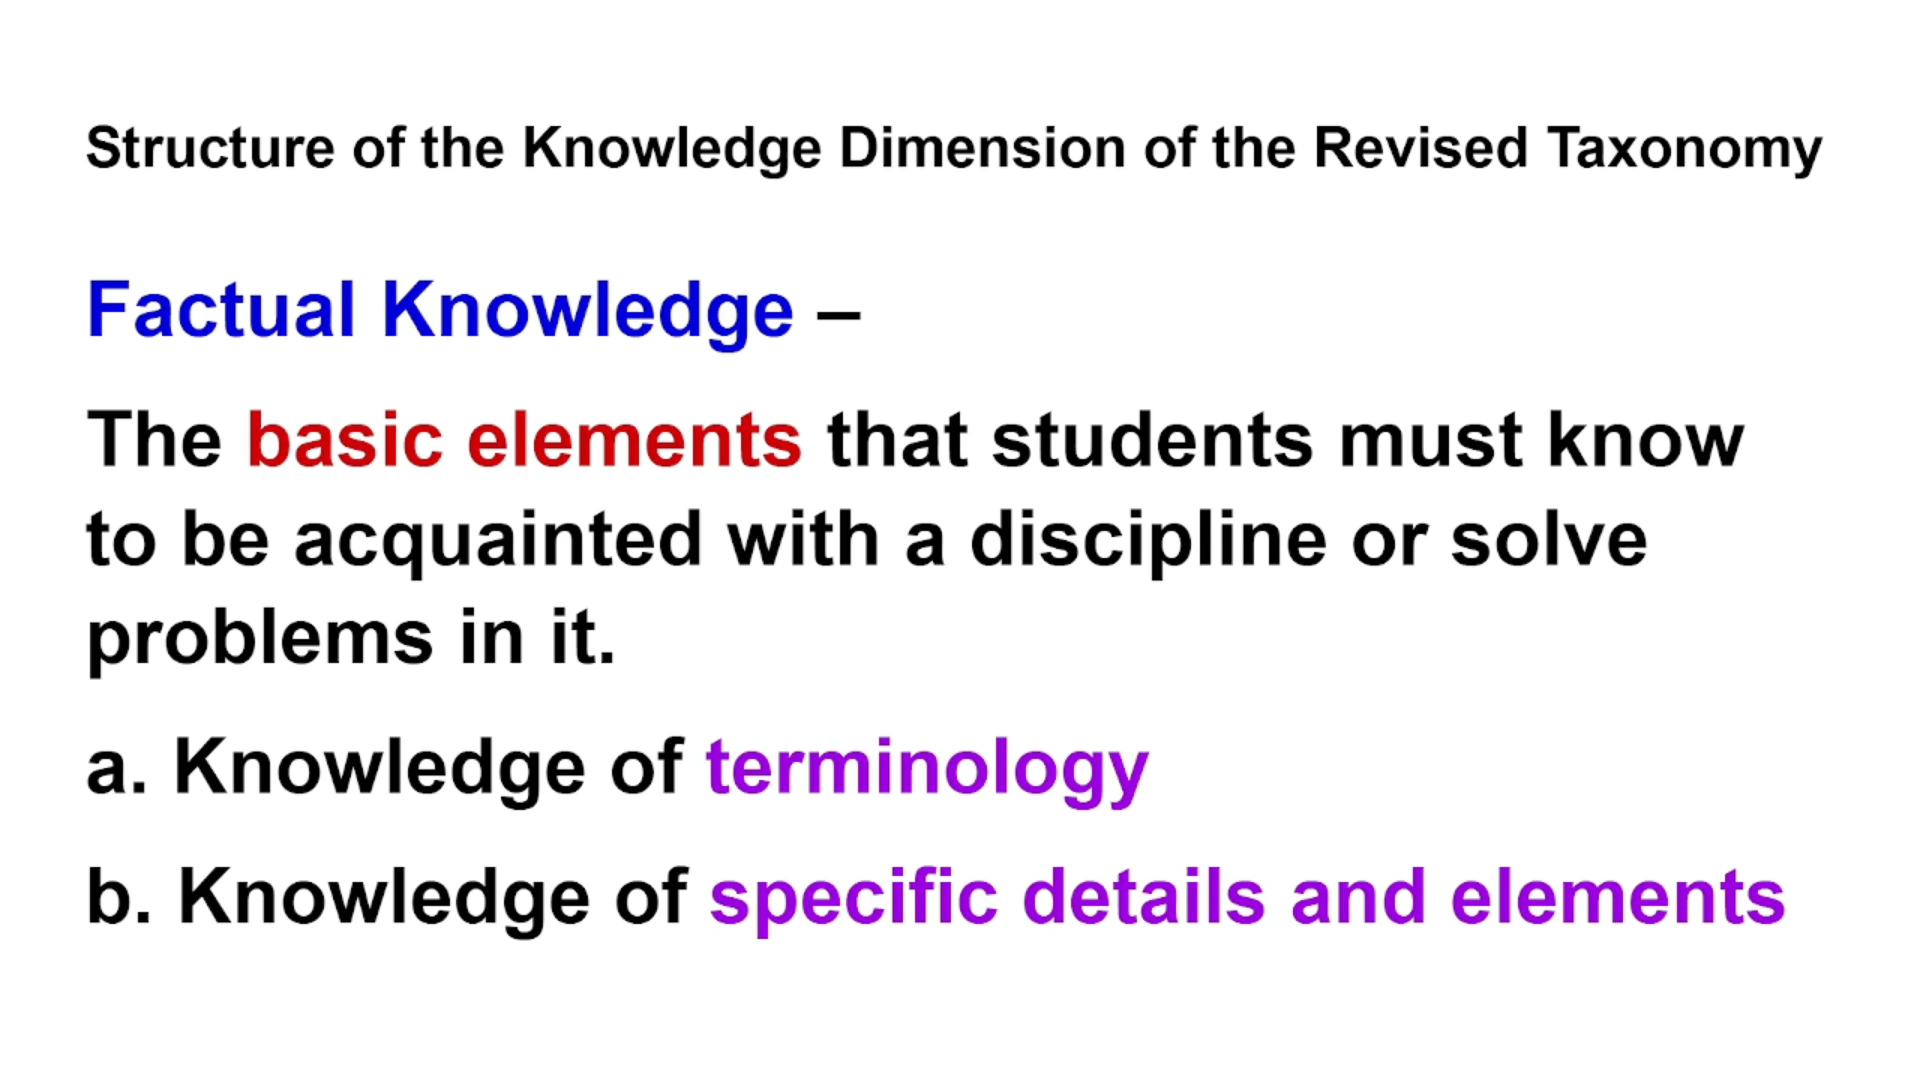 Structure of the Knowledge Dimension of the Revised Taxonomy
Factual Knowledge –
The basic elements that students must know
to be acquainted with a discipline or solve
problems in it.
a. Knowledge of terminology
b. Knowledge of specific details and elements